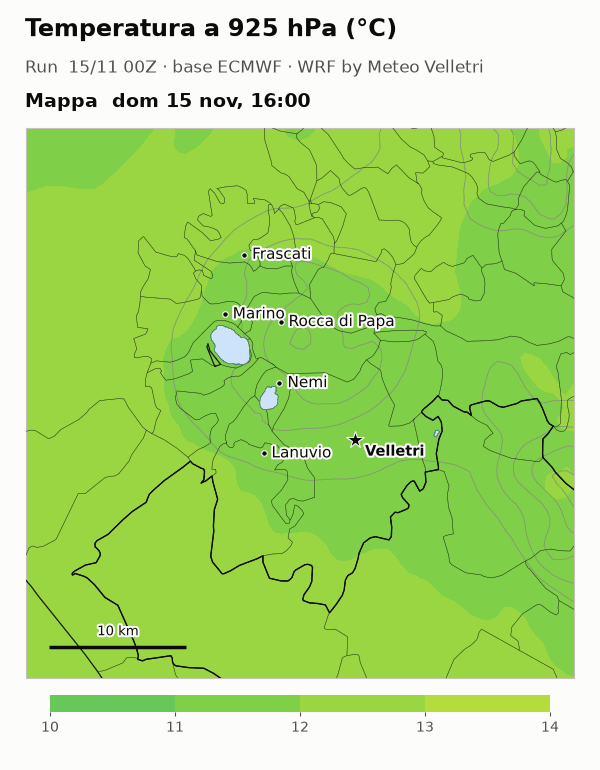 Temperatura a 925 hPa (°C)
Run  15/11 00Z · base ECMWF · WRF by Meteo Velletri
Mappa  dom 15 nov, 16:00
Frascati
Marino
Rocca di Papa
Nemi
Velletri
Lanuvio
10 km
10 11 12 13 14